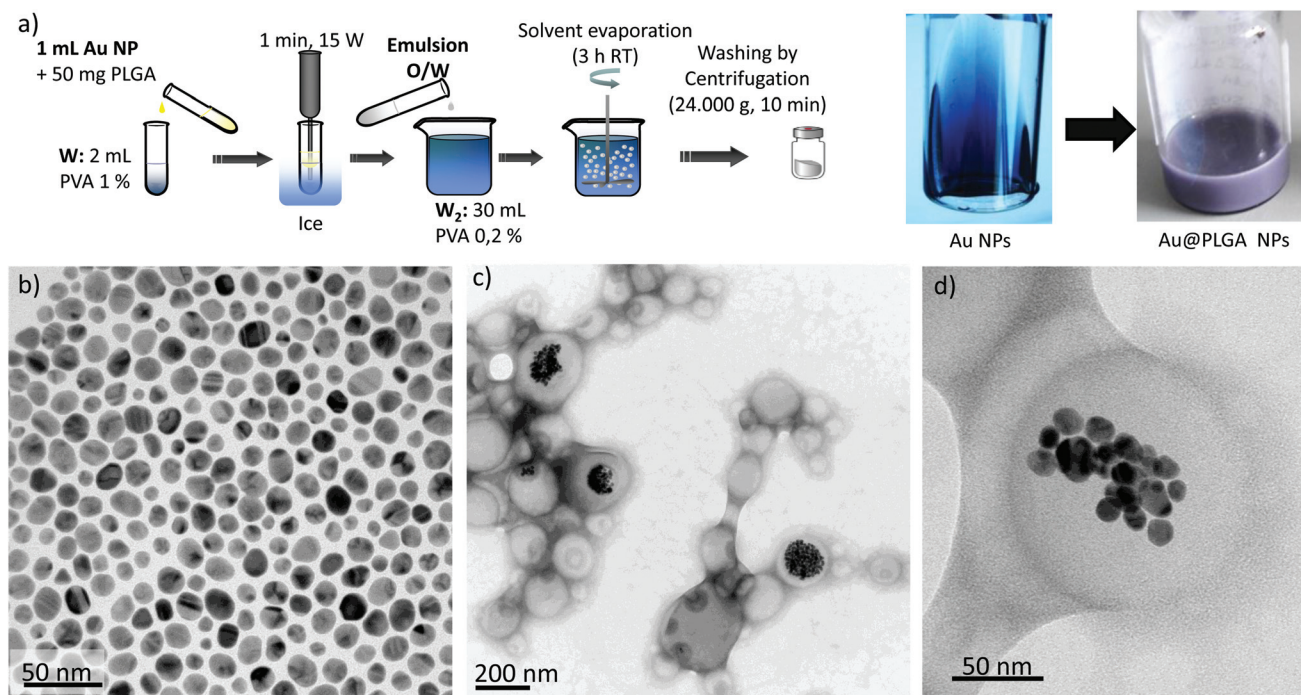 a)
1 mL Au NP
+ 50 mg PLGA
W: 2 mL
PVA 1 %
1 min, 15 W
Ice
Emulsion
O/W
W₂: 30 mL
PVA 0,2 %
Solvent evaporation
(3 h RT)
Washing by
Centrifugation
(24.000 g, 10 min)
Au NPs
Au@PLGA NPs
b)
50 nm
c)
200 nm
d)
50 nm